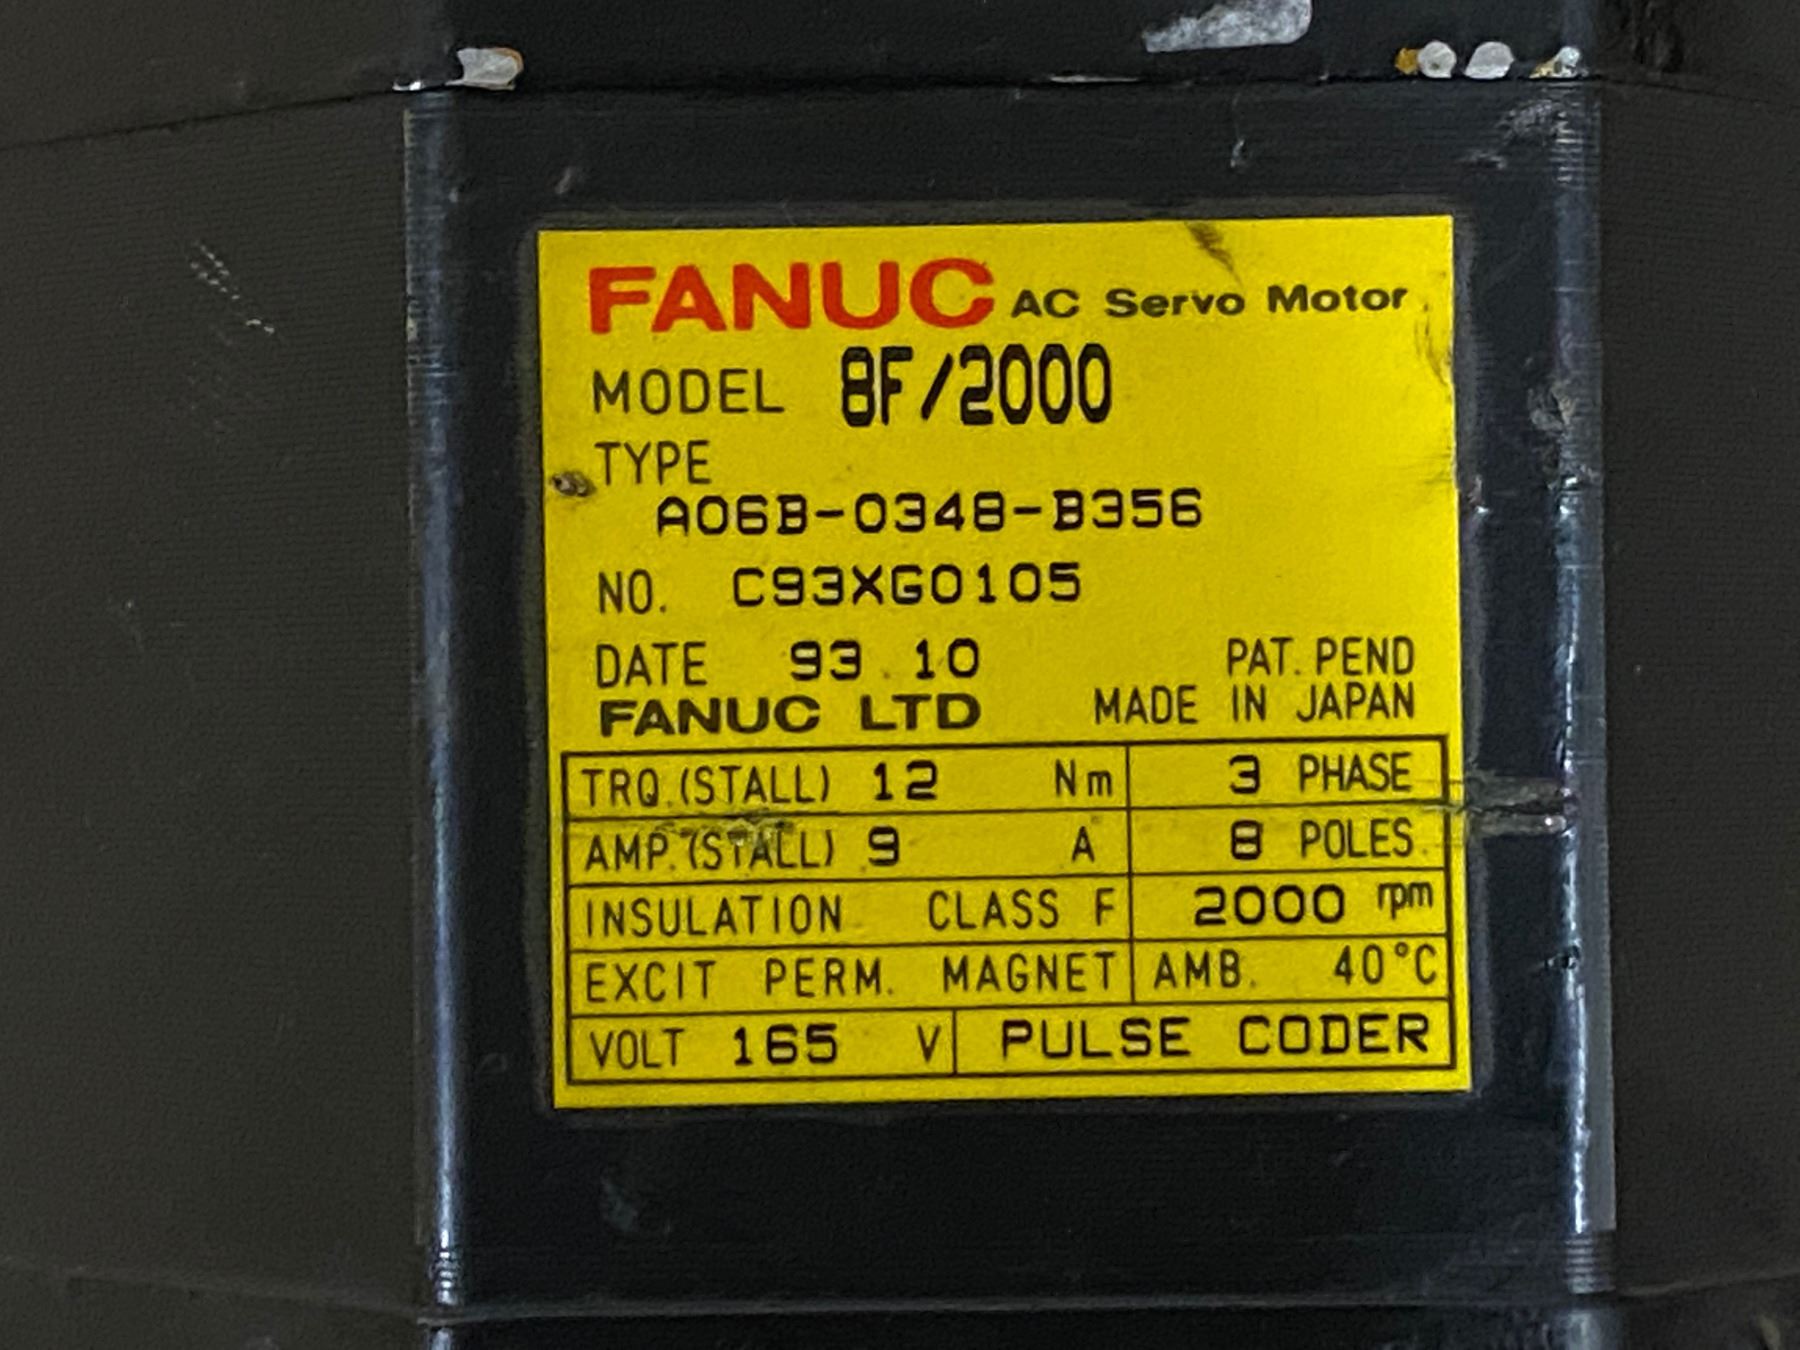 FANUC AC Servo Motor
MODEL 8F/2000
TYPE
A06B-0348-B356
NO. C93XG0105
DATE 93.10 PAT. PEND
FANUC LTD MADE IN JAPAN
TRQ.(STALL) 12 Nm 3 PHASE
AMP.(STALL) 9 A 8 POLES.
INSULATION CLASS F 2000 rpm
EXCIT PERM. MAGNET AMB. 40°C
VOLT 165 V PULSE CODER